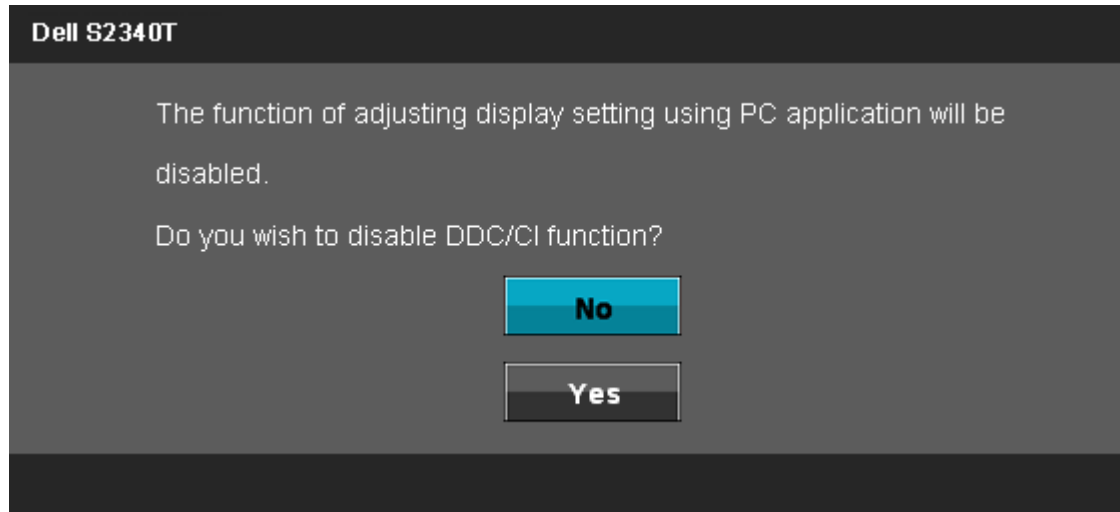 Dell S2340T
The function of adjusting display setting using PC application will be
disabled.
Do you wish to disable DDC/CI function?
No
Yes